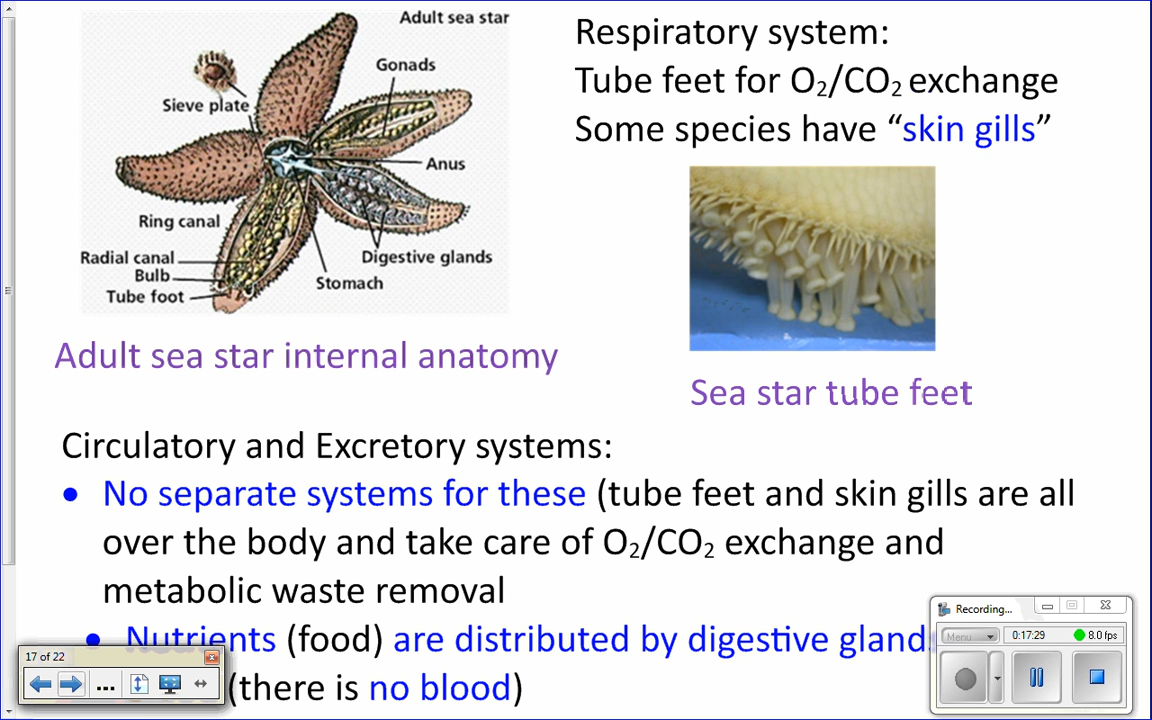 Adult sea star
Gonads
Sieve plate
Anus
Ring canal
Radial canal
Digestive glands
Bulb
Stomach
Tube foot
Adult sea star internal anatomy
Respiratory system:
Tube feet for O₂/CO₂ exchange
Some species have “skin gills”
Sea star tube feet
Circulatory and Excretory systems:
• No separate systems for these (tube feet and skin gills are all
over the body and take care of O₂/CO₂ exchange and
metabolic waste removal
• Nutrients (food) are distributed by digestive glands
(there is no blood)
17 of 22
...
Recording...
Menu
0:17:29
8.0 fps